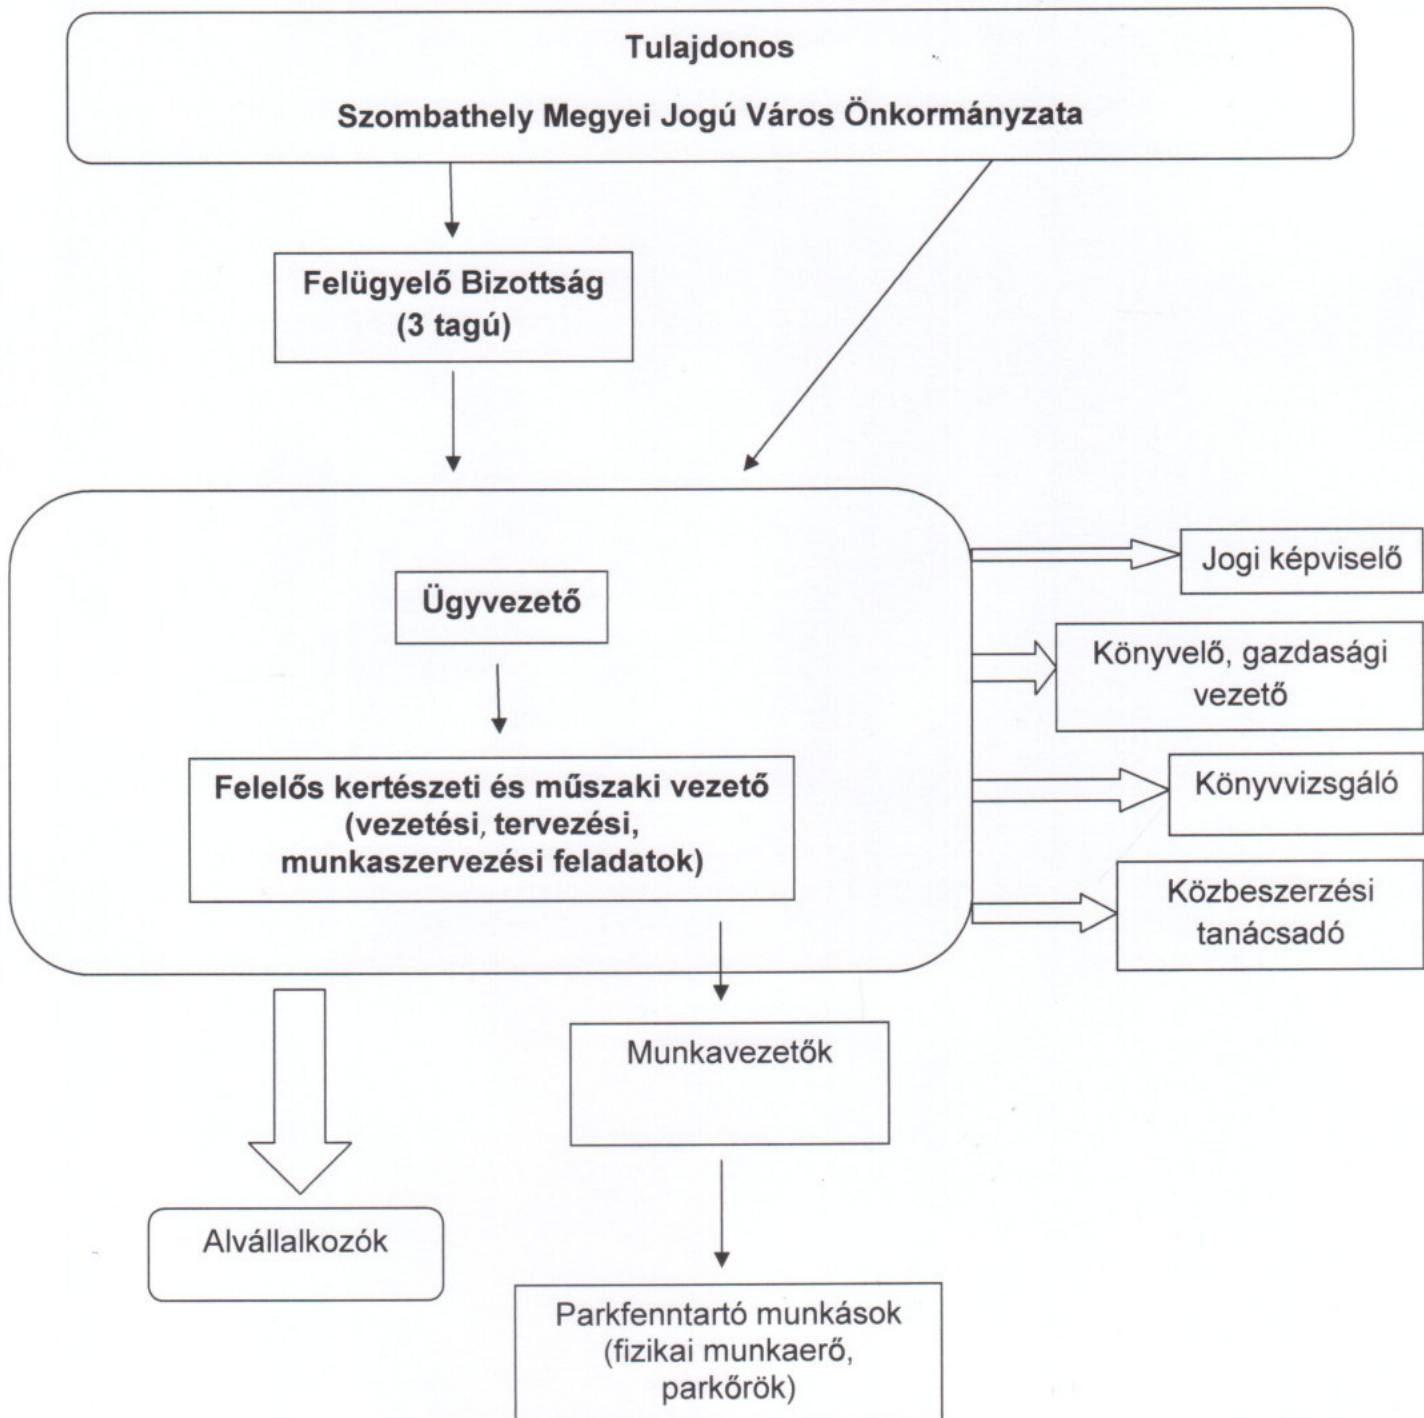 Tulajdonos
Szombathely Megyei Jogú Város Önkormányzata
Felügyelő Bizottság
(3 tagú)
Ügyvezető
Felelős kertészeti és műszaki vezető
(vezetési, tervezési,
munkaszervezési feladatok)
Jogi képviselő
Könyvelő, gazdasági
vezető
Könyvvizsgáló
Közbeszerzési
tanácsadó
Munkavezetők
Alvállalkozók
Parkfenntartó munkások
(fizikai munkaerő,
parkőrök)